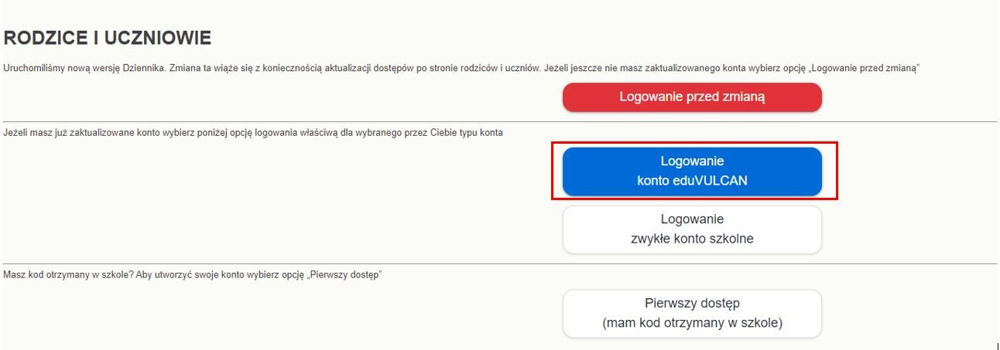 RODZICE I UCZNIOWIE
Uruchomiliśmy nową wersję Dziennika. Zmiana ta wiąże się z koniecznością aktualizacji dostępów po stronie rodziców i uczniów. Jeżeli jeszcze nie masz zaktualizowanego konta wybierz opcję „Logowanie przed zmianą”
Logowanie przed zmianą
Jeżeli masz już zaktualizowane konto wybierz poniżej opcję logowania właściwą dla wybranego przez Ciebie typu konta
Logowanie
konto eduVULCAN
Logowanie
zwykłe konto szkolne
Masz kod otrzymany w szkole? Aby utworzyć swoje konto wybierz opcję „Pierwszy dostęp”
Pierwszy dostęp
(mam kod otrzymany w szkole)